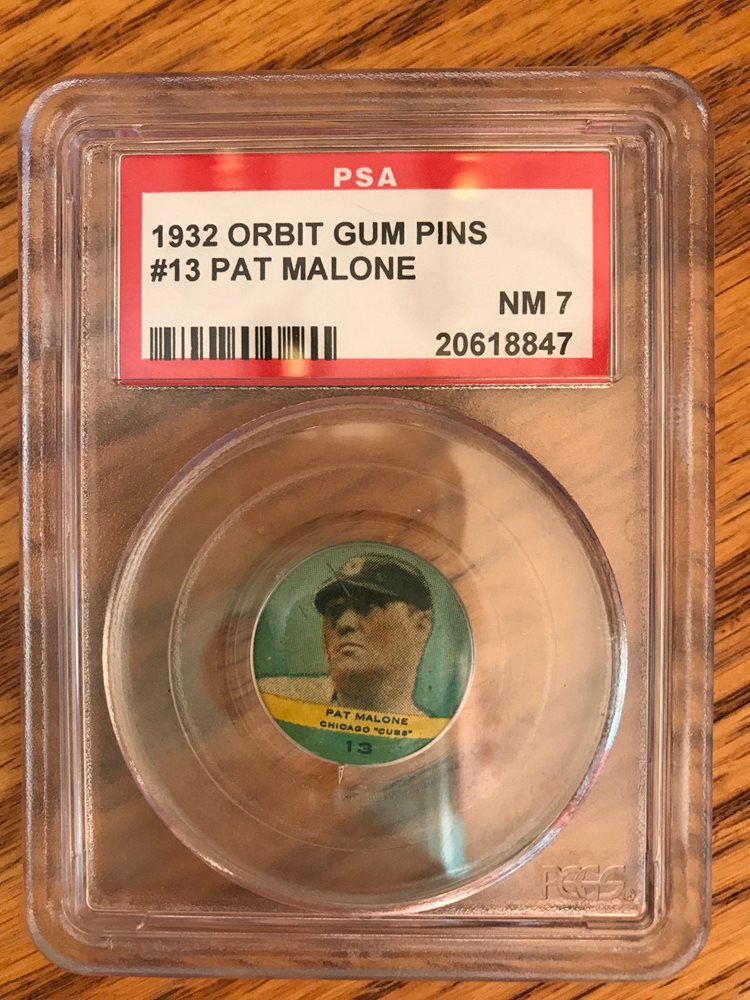 PSA
1932 ORBIT GUM PINS
#13 PAT MALONE
NM 7
20618847
PAT MALONE
CHICAGO "CUBS"
13
PCGS